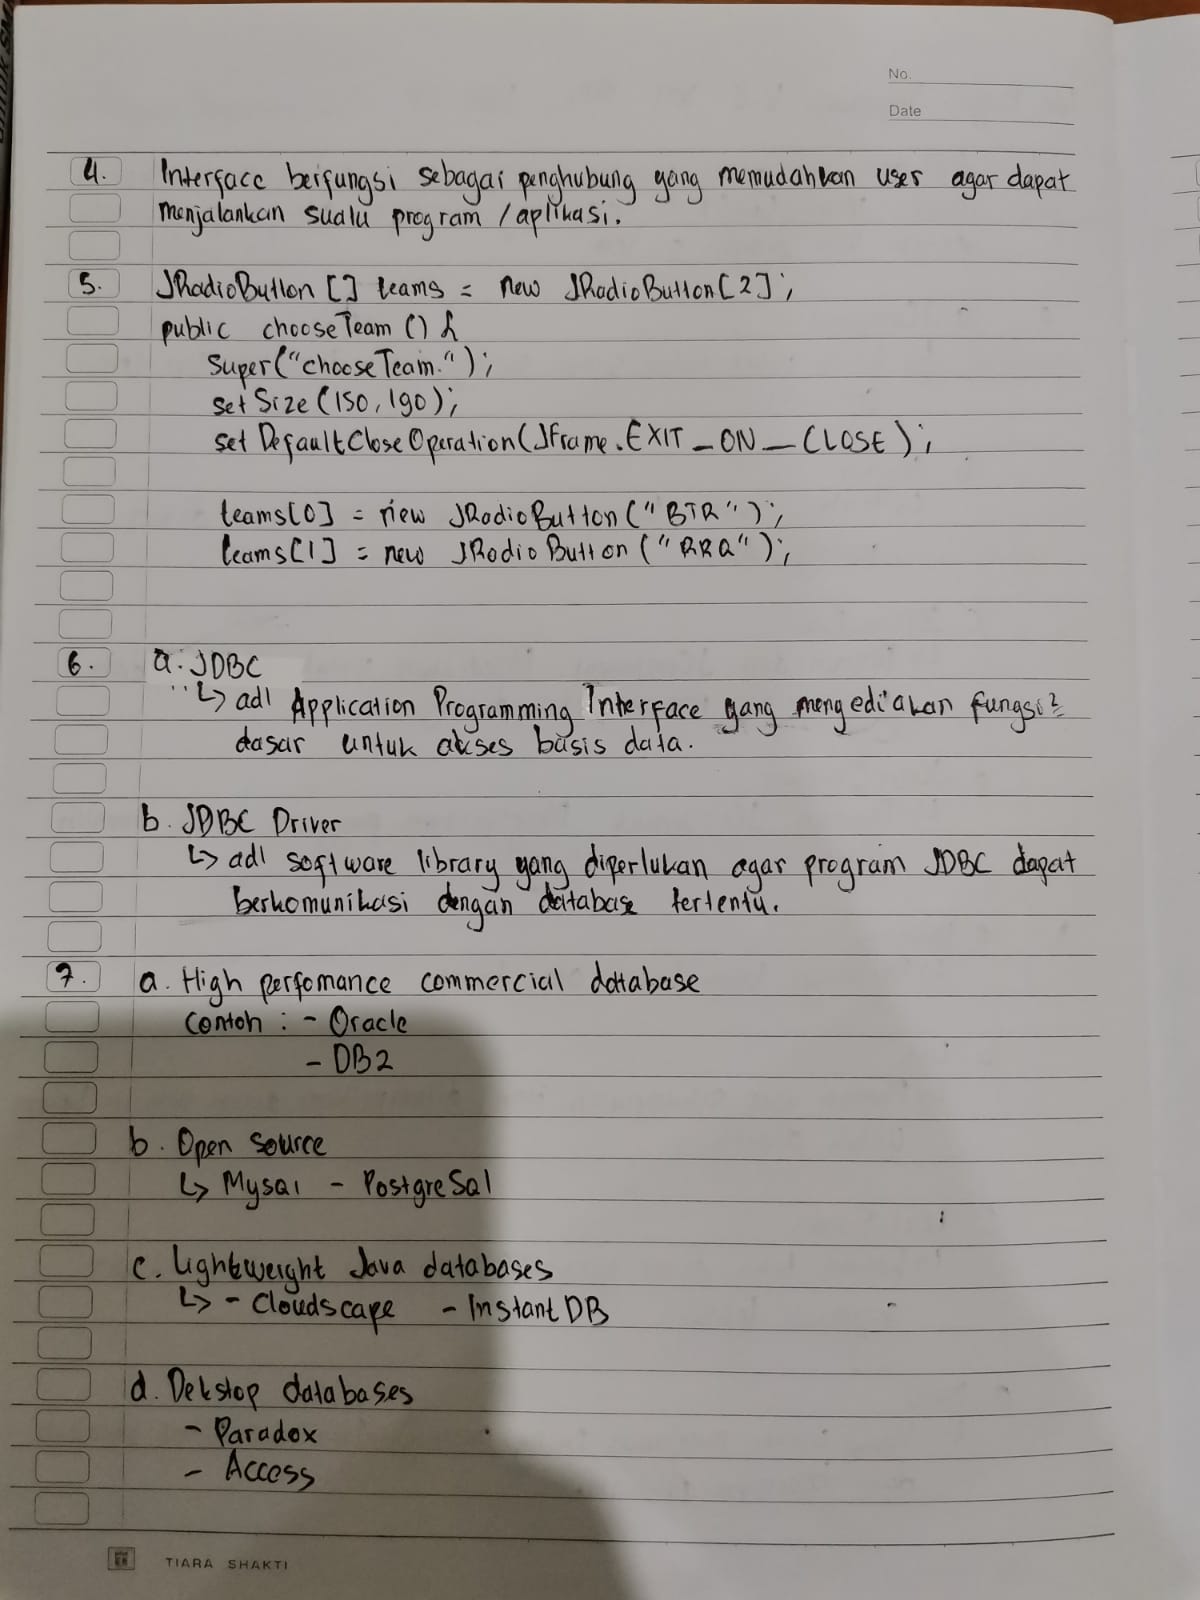 No.
Date
4. Interface berfungsi sebagai penghubung yang memudahkan user agar dapat
menjalankan suatu program / aplikasi.
5. JRadioButton [] teams = new JRadioButton[2];
public chooseTeam () {
Super("chooseTeam.");
set Size (150, 190);
set DefaultCloseOperation(JFrame.EXIT_ON_CLOSE);
teams[0] = new JRadioButton("BTR");
teams[1] = new JRadioButton("RRQ");
6. a. JDBC
↳ adl Application Programming Interface yang mengediakan fungsi²
dasar untuk akses basis data.
b. JDBC Driver
↳ adl software library yang diperlukan agar program JDBC dapat
berkomunikasi dengan database tertentu.
7. a. High perfomance commercial database
Contoh : - Oracle
- DB2
b. Open source
↳ Mysql - PostgreSql
c. Lightweight Java databases
↳ - Cloudscape - InstantDB
d. Dekstop databases
- Paradox
- Access
TIARA SHAKTI